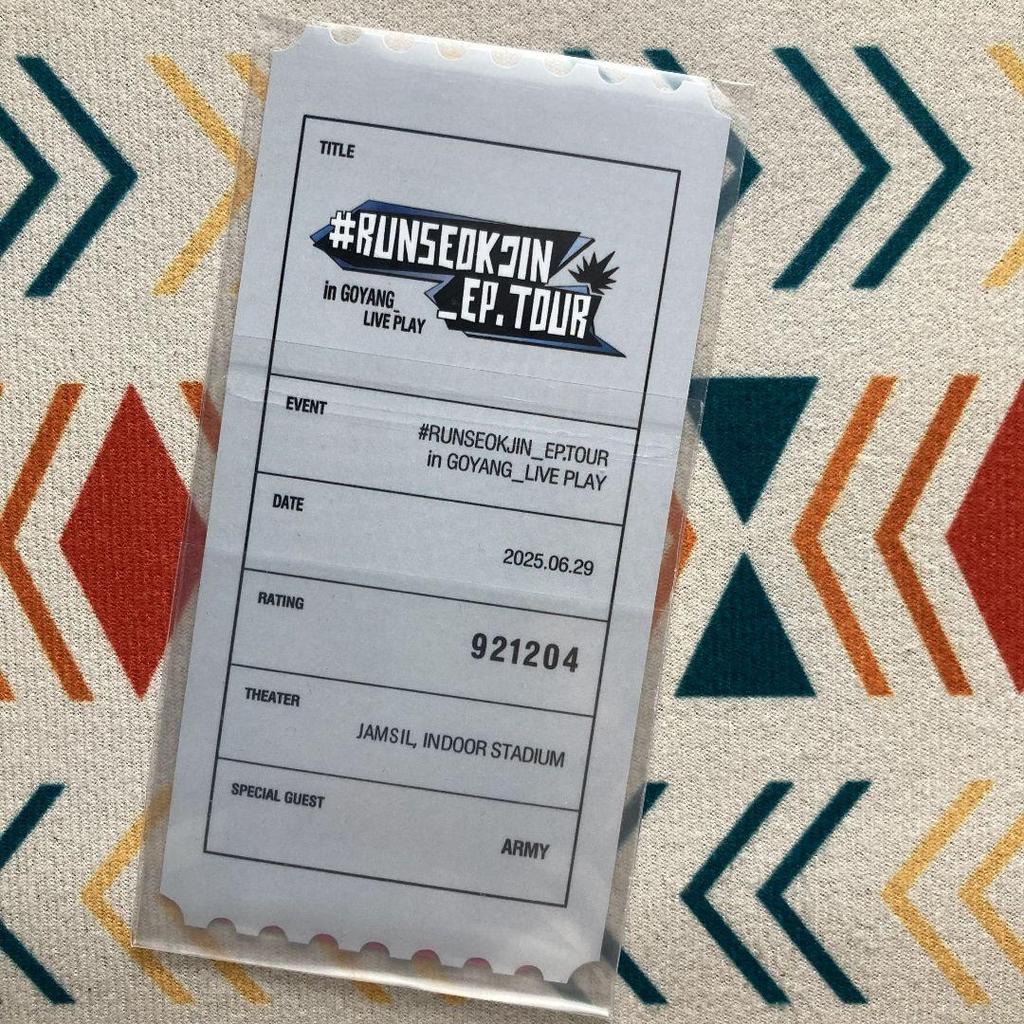 TITLE
#RUNSEOKJIN
_EP.TOUR
in GOYANG_
LIVE PLAY
EVENT
#RUNSEOKJIN_EP.TOUR
in GOYANG_LIVE PLAY
DATE
2025.06.29
RATING
921204
THEATER
JAMSIL, INDOOR STADIUM
SPECIAL GUEST
ARMY